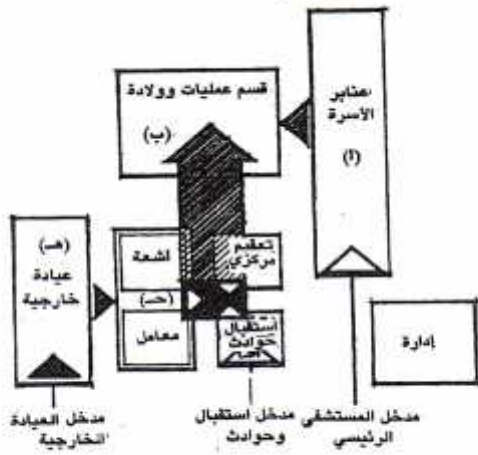 عنابر
الأسرة
(أ)
قسم عمليات وولادة
(ب)
تعقيم
مركزي
اشعة
(هـ)
عيادة
خارجية
(حـ)
معامل
استقبال
حوادث
إدارة
مدخل العيادة
الخارجية
مدخل استقبال
وحوادث
مدخل المستشفى
الرئيسي